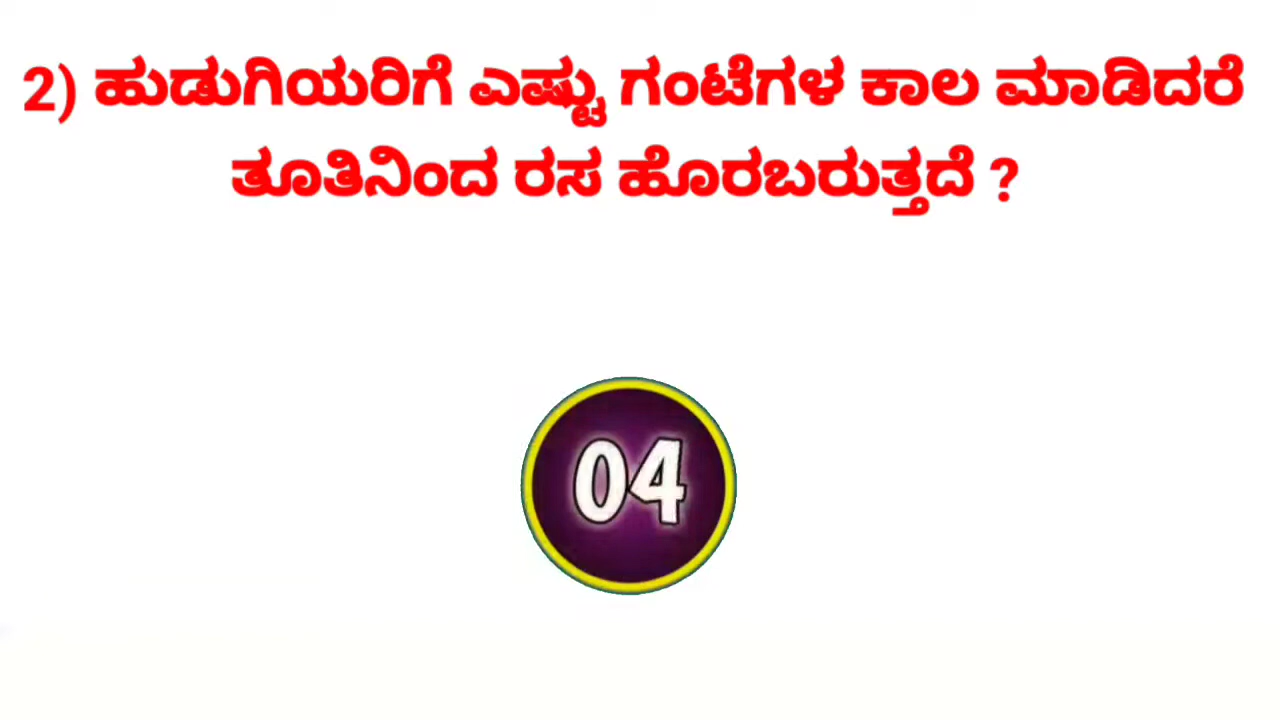 2) ಹುಡುಗಿಯರಿಗೆ ಎಷ್ಟು ಗಂಟೆಗಳ ಕಾಲ ಮಾಡಿದರೆ
ತೂತಿನಿಂದ ರಸ ಹೊರಬರುತ್ತದೆ ?
04